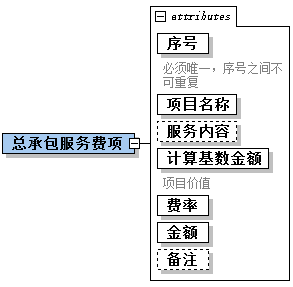 attributes
序号
必须唯一，序号之间不
可重复
项目名称
服务内容
总承包服务费项
计算基数金额
项目价值
费率
金额
备注